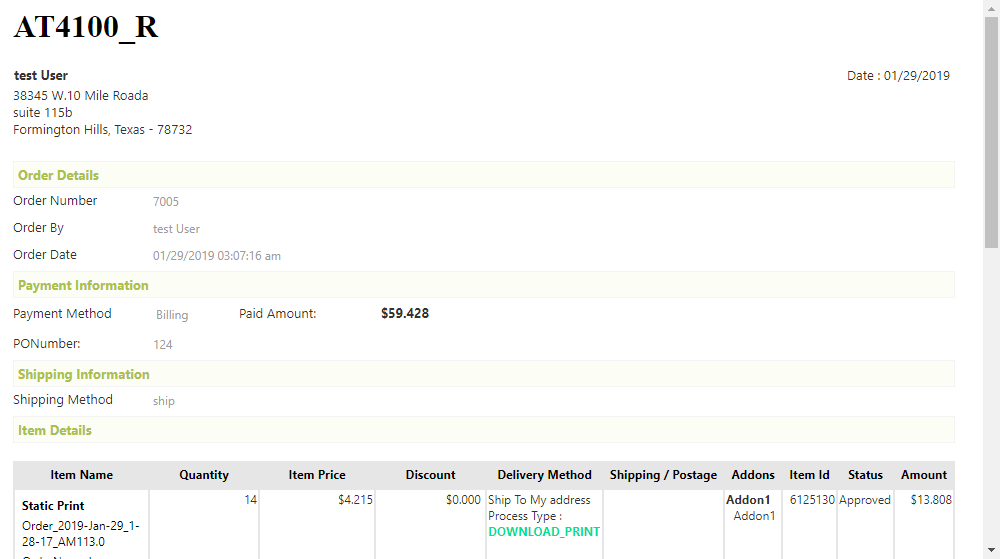 AT4100_R
test User
Date : 01/29/2019
38345 W.10 Mile Roada
suite 115b
Formington Hills, Texas - 78732
Order Details
Order Number 7005
Order By test User
Order Date 01/29/2019 03:07:16 am
Payment Information
Payment Method Billing Paid Amount: $59.428
PONumber: 124
Shipping Information
Shipping Method ship
Item Details
Item Name Quantity Item Price Discount Delivery Method Shipping / Postage Addons Item Id Status Amount
Static Print 14 $4.215 $0.000 Ship To My address Addon1 6125130 Approved $13.808
Order_2019-Jan-29_1- Process Type : Addon1
28-17_AM113.0 DOWNLOAD_PRINT